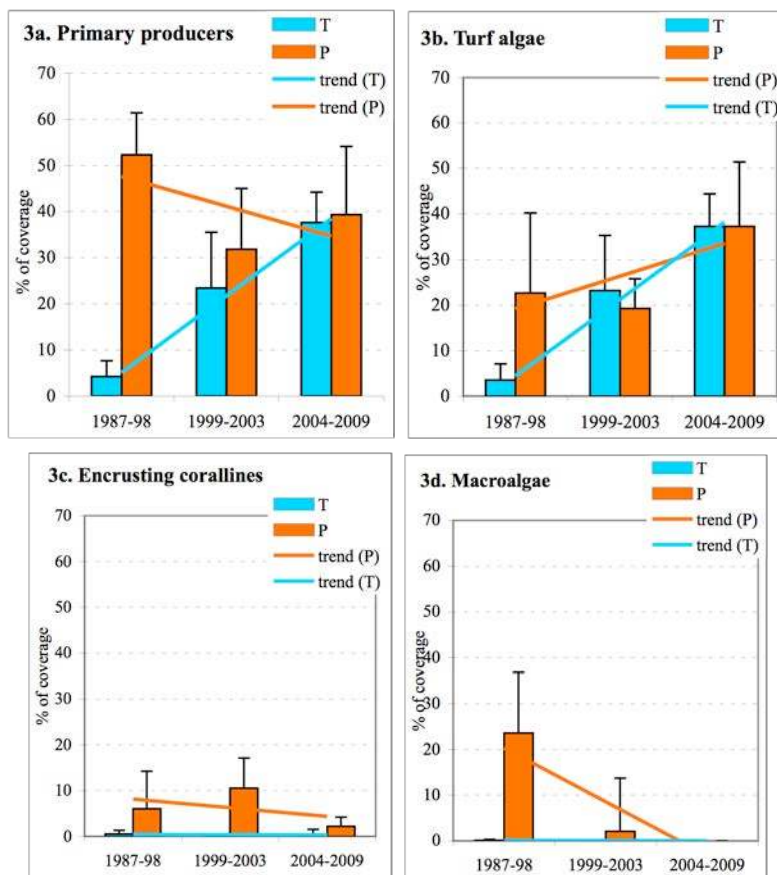 3a. Primary producers
T
P
trend (T)
trend (P)
% of coverage
70
60
50
40
30
20
10
0
1987-98 1999-2003 2004-2009
3b. Turf algae
T
P
trend (P)
trend (T)
% of coverage
70
60
50
40
30
20
10
0
1987-98 1999-2003 2004-2009
3c. Encrusting corallines
T
P
trend (P)
trend (T)
% of coverage
70
60
50
40
30
20
10
0
1987-98 1999-2003 2004-2009
3d. Macroalgae
T
P
trend (P)
trend (T)
% of coverage
70
60
50
40
30
20
10
0
1987-98 1999-2003 2004-2009